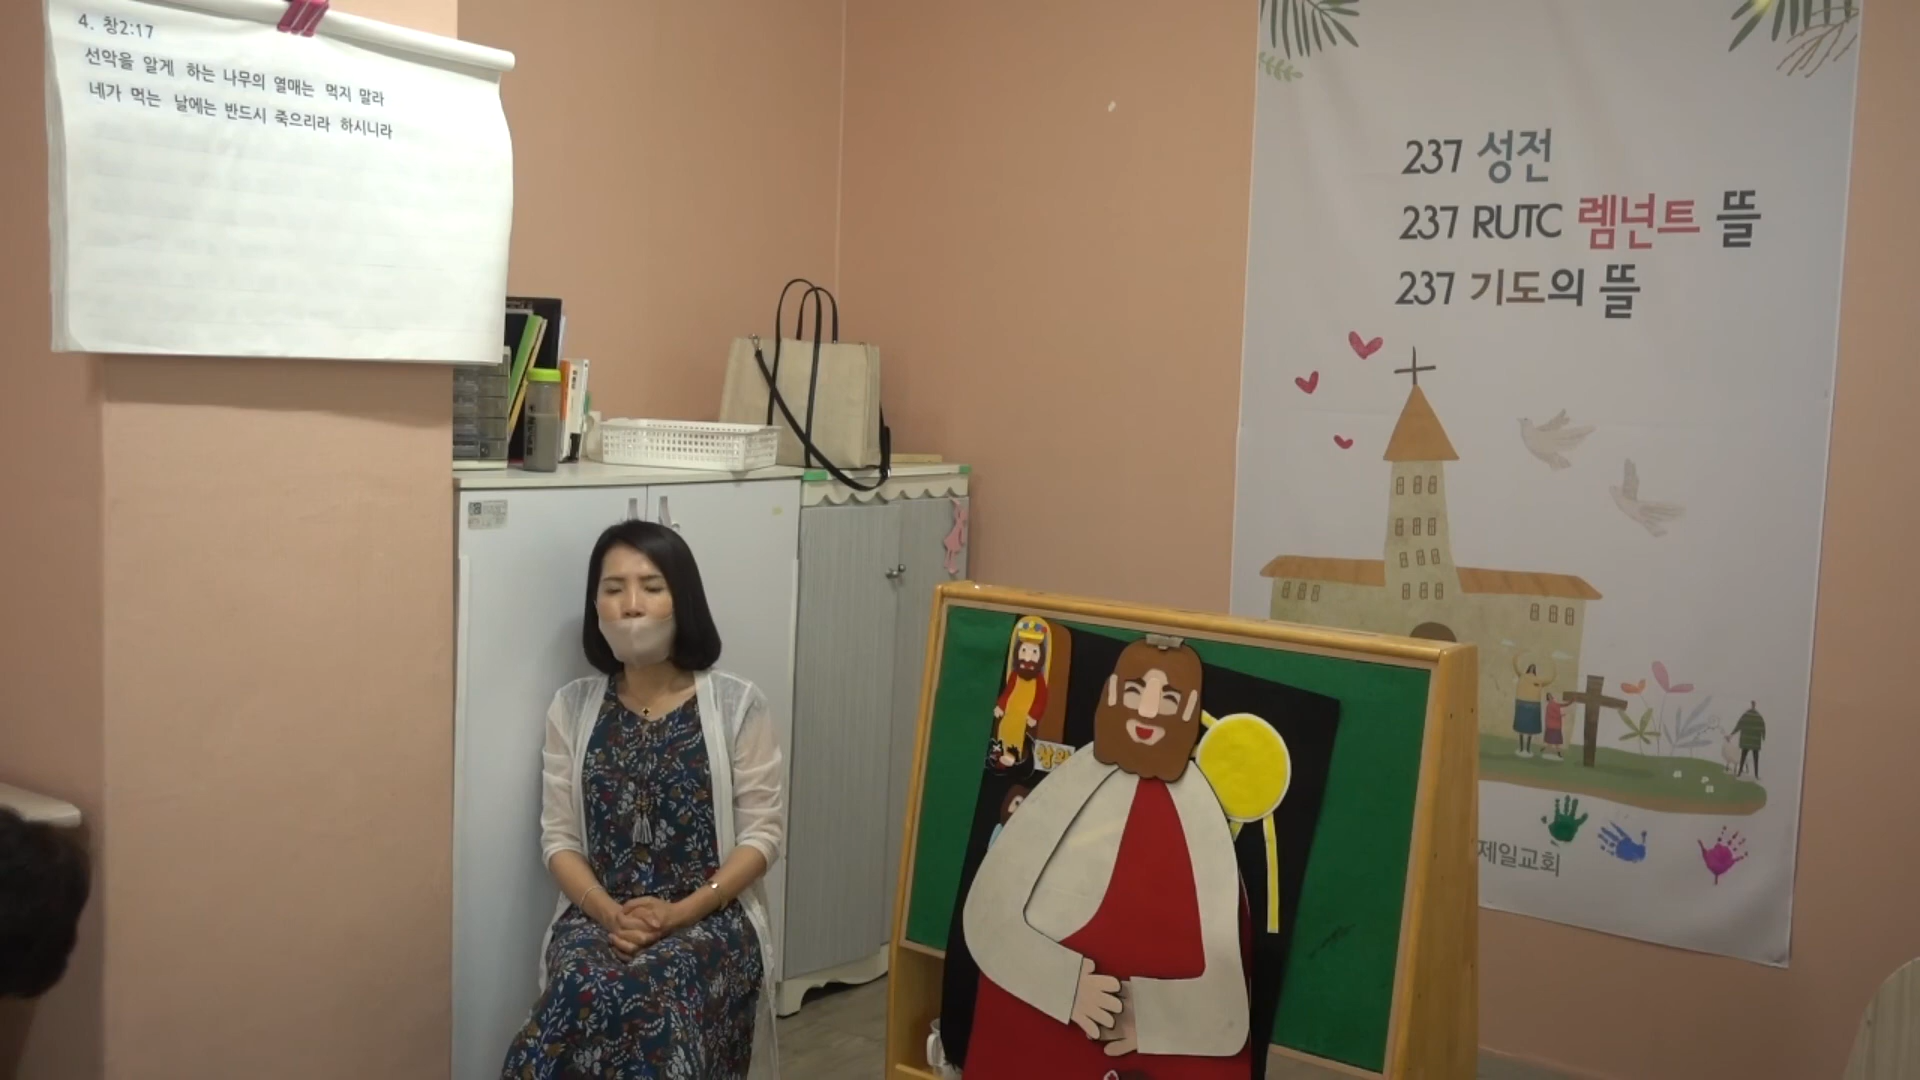 4. 창2:17
선악을 알게 하는 나무의 열매는 먹지 말라
네가 먹는 날에는 반드시 죽으리라 하시니라
237 성전
237 RUTC 렘넌트 뜰
237 기도의 뜰
제일교회